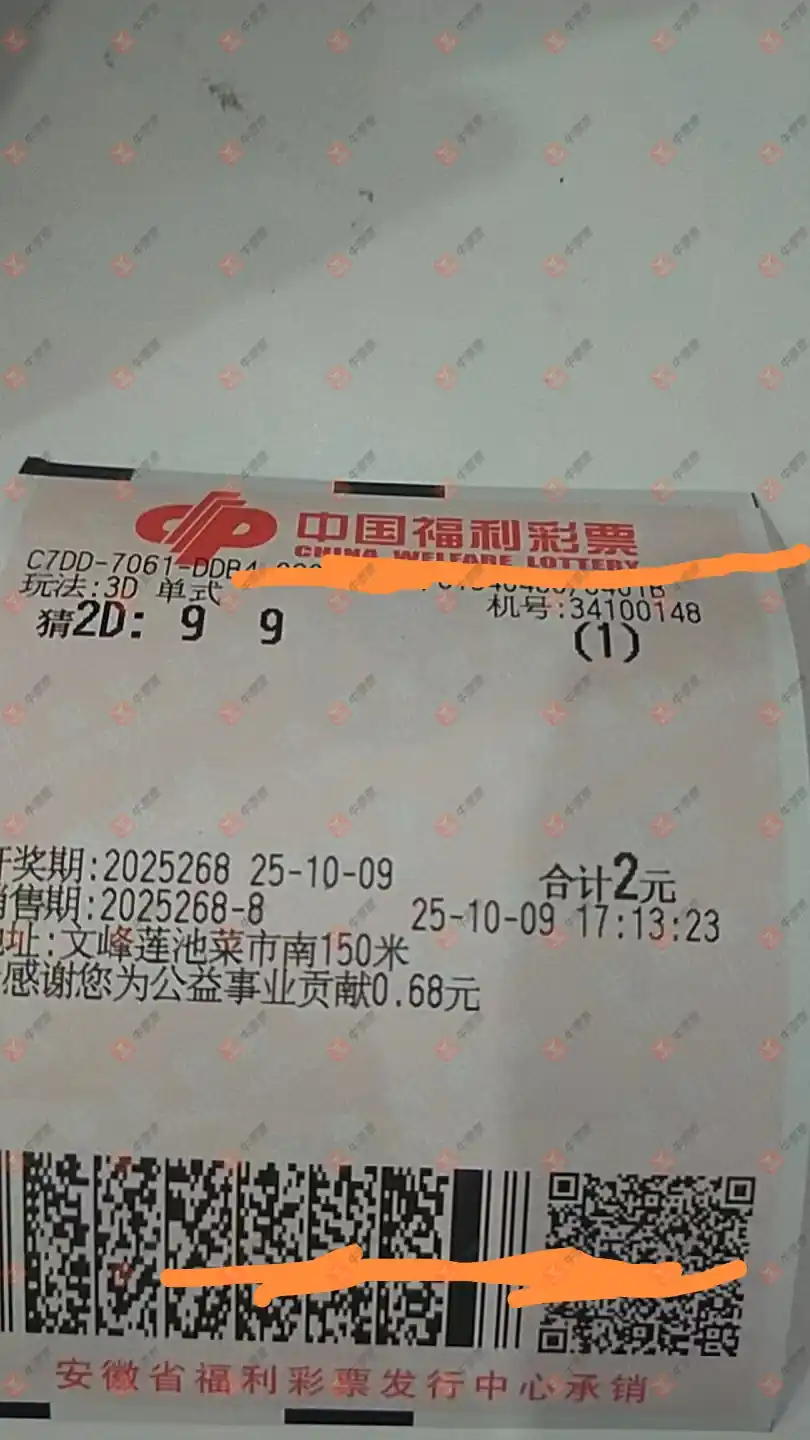 中国福利彩票
CHINA WELFARE LOTTERY
C7DD-7061-DDB4
玩法:3D 单式
机号:34100148
猜2D: 9 9
(1)
开奖期:2025268 25-10-09
合计2元
销售期:2025268-8
25-10-09 17:13:23
地址:文峰莲池菜市南150米
感谢您为公益事业贡献0.68元
安徽省福利彩票发行中心承销